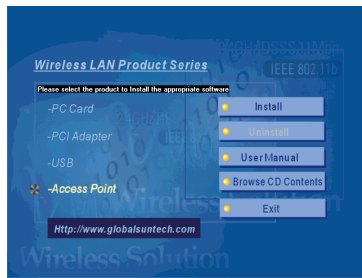 IEEE 802.11b
Wireless LAN Product Series
Please select the product to Install the appropriate software
-PC Card
-PCI Adapter
-USB
-Access Point
Install
Uninstall
User Manual
Browse CD Contents
Exit
Http://www.globalsuntech.com
Wireless Solution